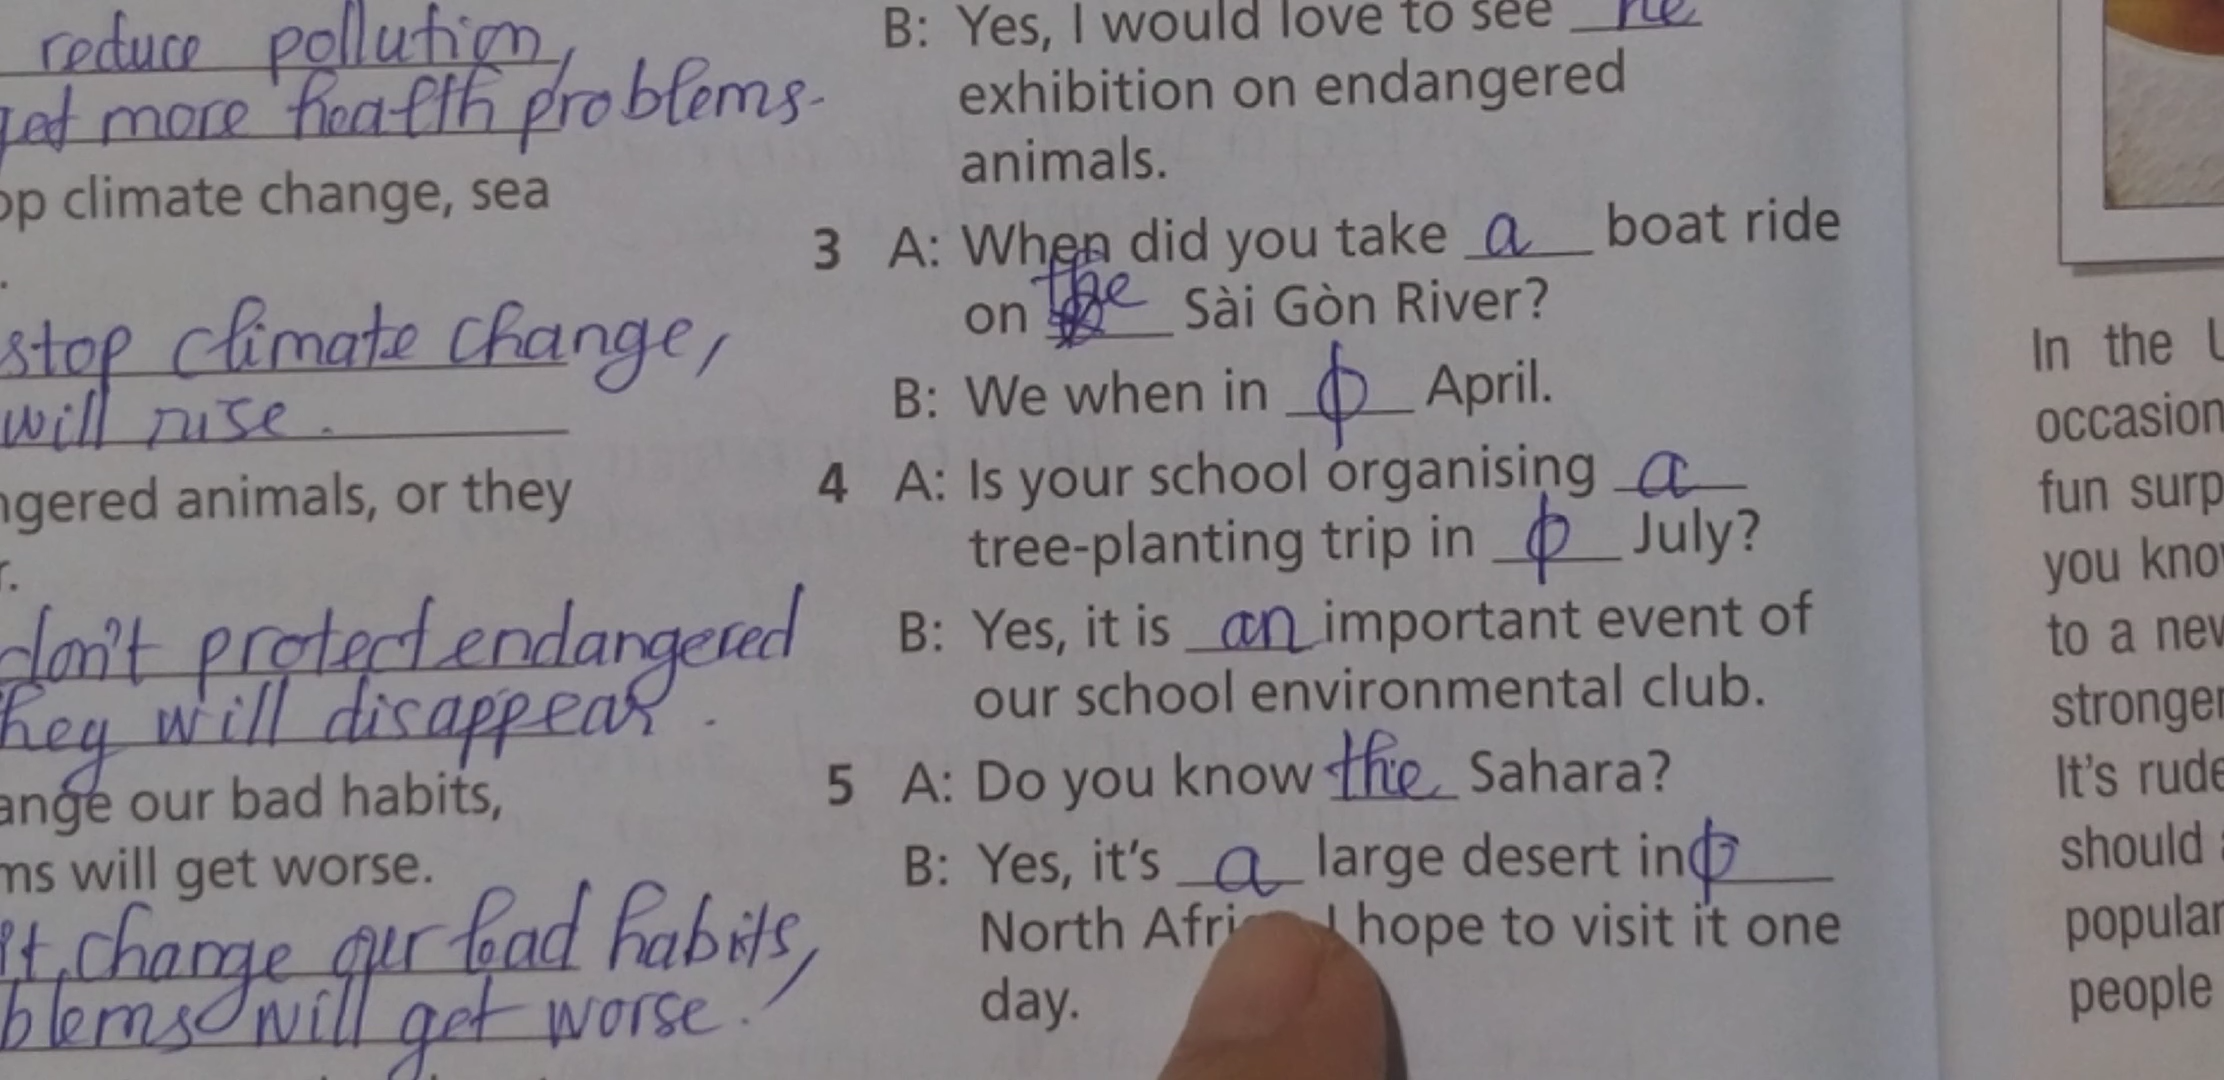 reduce pollution,
get more health problems.
op climate change, sea
.
stop climate change,
will rise.
ngered animals, or they
r.
don't protect endangered
hey will disappear.
ange our bad habits,
ms will get worse.
't change our bad habits,
blems will get worse.
B: Yes, I would love to see he
exhibition on endangered
animals.
3 A: When did you take a boat ride
on the Sài Gòn River?
B: We when in ϕ April.
4 A: Is your school organising a
tree-planting trip in ϕ July?
B: Yes, it is an important event of
our school environmental club.
5 A: Do you know the Sahara?
B: Yes, it's a large desert in ϕ
North Afri I hope to visit it one
day.
In the U
occasion
fun surp
you know
to a new
stronger
It's rude
should a
popular
people